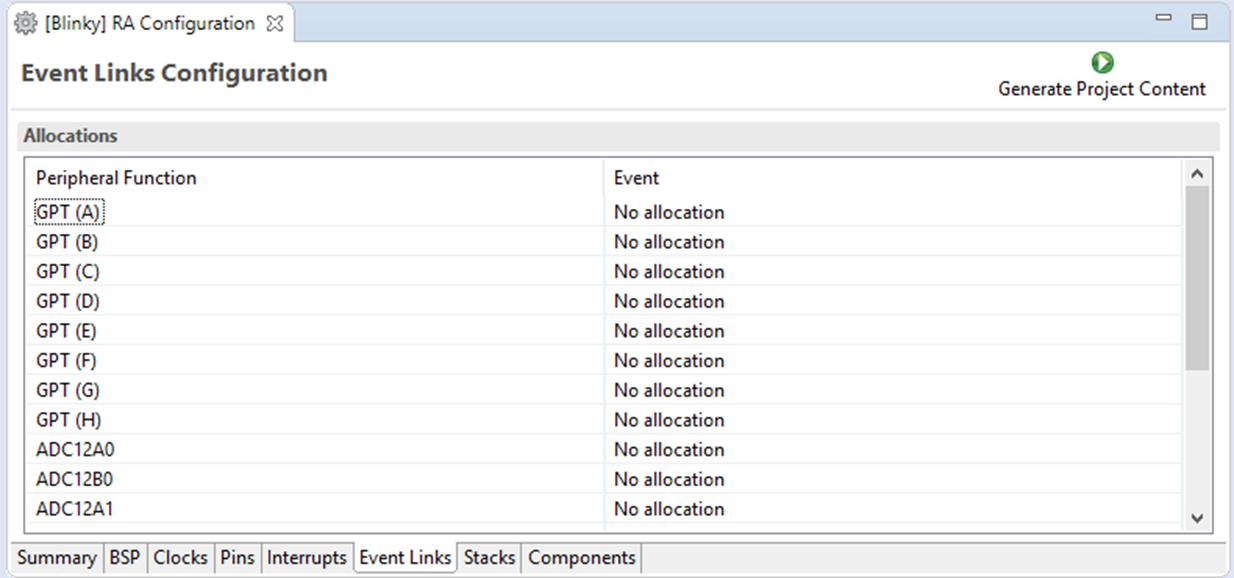 [Blinky] RA Configuration
Event Links Configuration
Generate Project Content
Allocations
Peripheral Function Event
GPT (A) No allocation
GPT (B) No allocation
GPT (C) No allocation
GPT (D) No allocation
GPT (E) No allocation
GPT (F) No allocation
GPT (G) No allocation
GPT (H) No allocation
ADC12A0 No allocation
ADC12B0 No allocation
ADC12A1 No allocation
Summary BSP Clocks Pins Interrupts Event Links Stacks Components